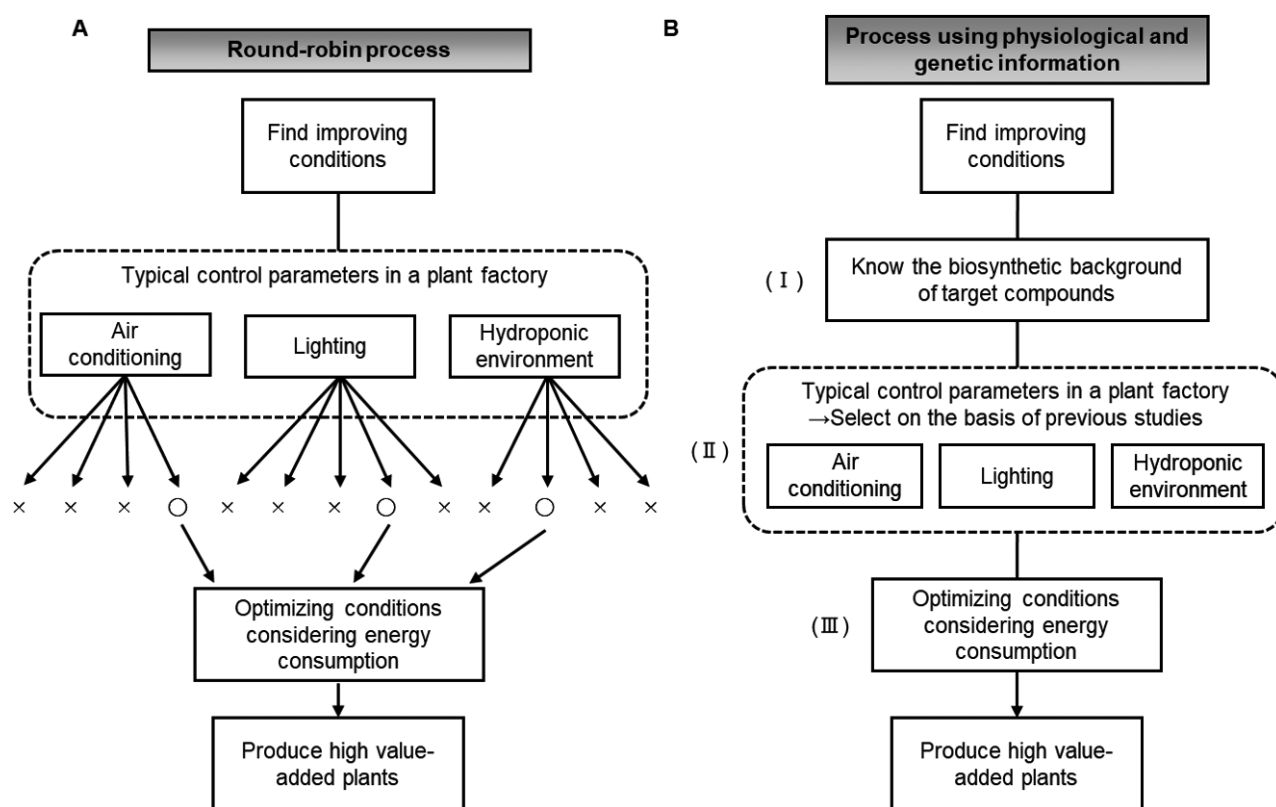 A
Round-robin process
Find improving
conditions
Typical control parameters in a plant factory
Air
conditioning
Lighting
Hydroponic
environment
× × × ○ × × × ○ × × ○ × ×
Optimizing conditions
considering energy
consumption
Produce high value-
added plants
B
Process using physiological and
genetic information
Find improving
conditions
(Ⅰ)
Know the biosynthetic background
of target compounds
(Ⅱ)
Typical control parameters in a plant factory
→Select on the basis of previous studies
Air
conditioning
Lighting
Hydroponic
environment
(Ⅲ)
Optimizing conditions
considering energy
consumption
Produce high value-
added plants